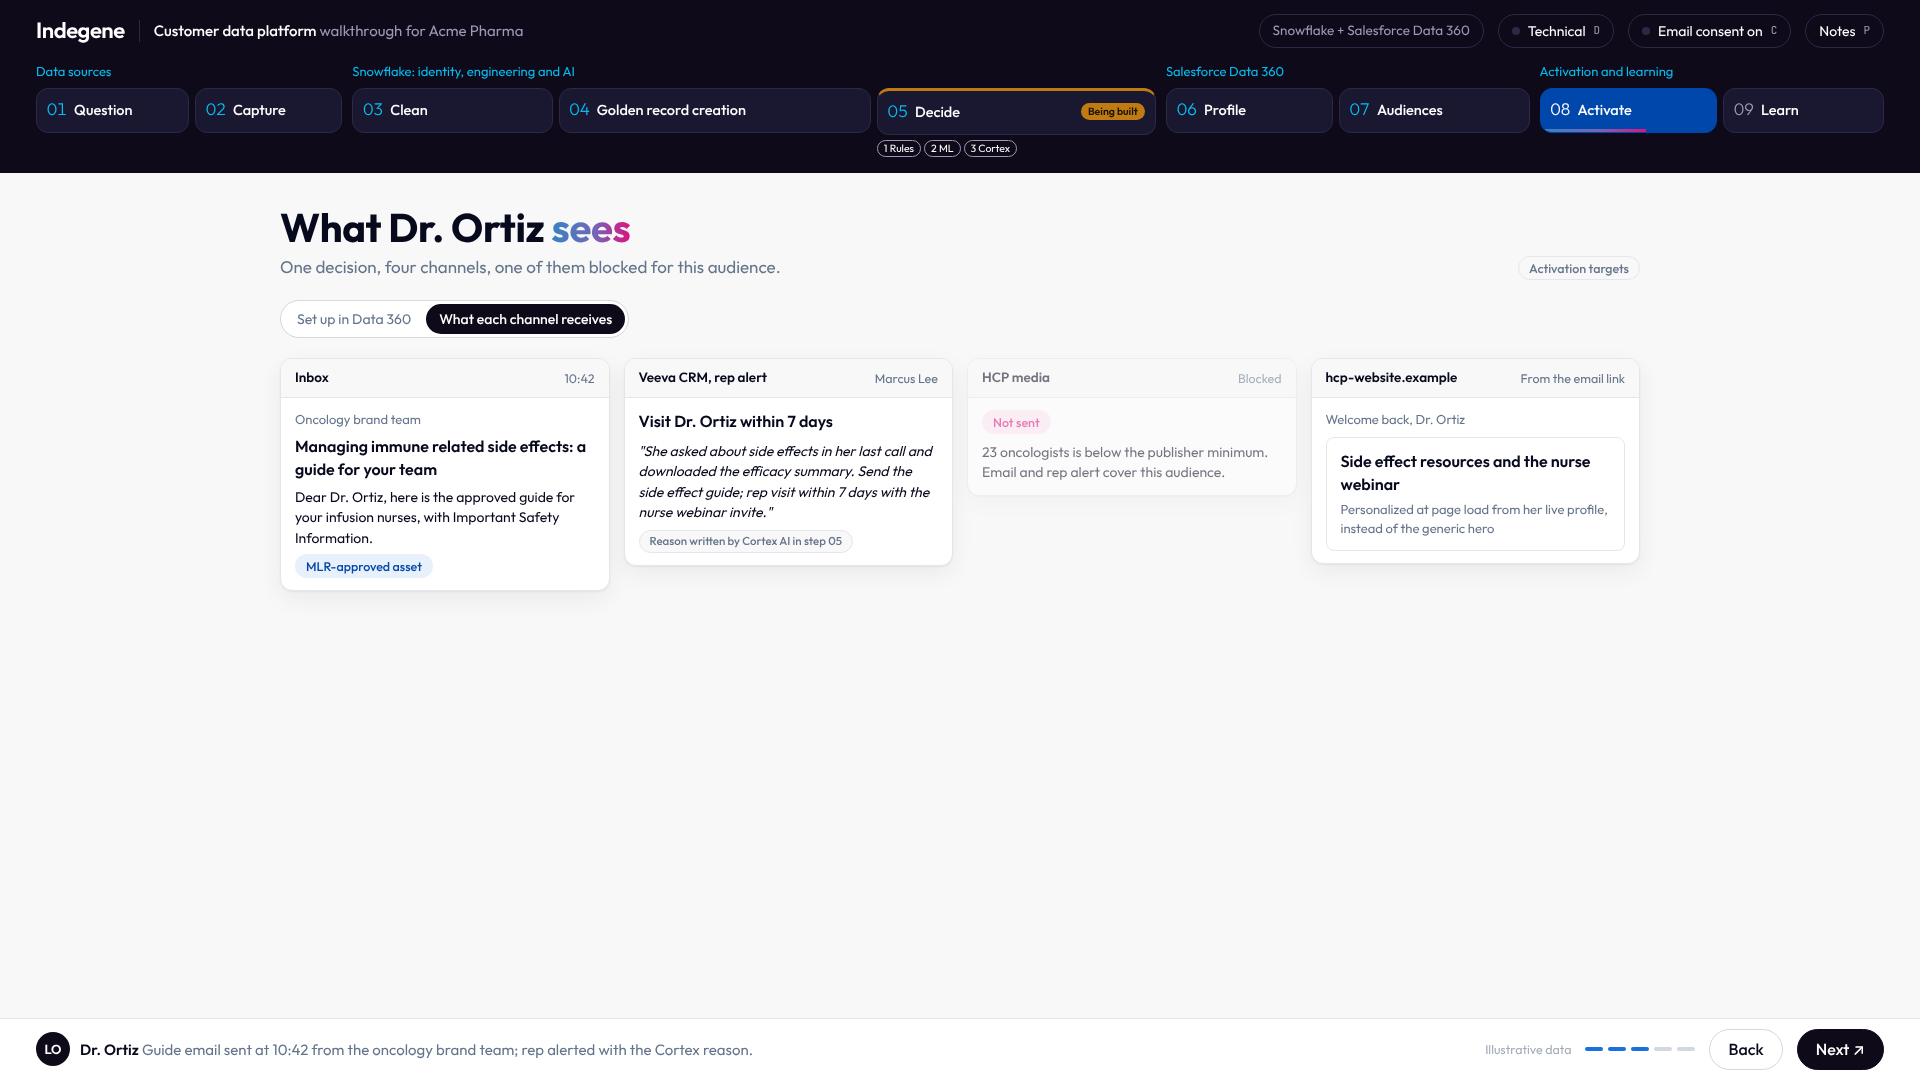 Indegene
Customer data platform walkthrough for Acme Pharma
Snowflake + Salesforce Data 360
Technical D
Email consent on C
Notes P
Data sources
Snowflake: identity, engineering and AI
Salesforce Data 360
Activation and learning
01 Question
02 Capture
03 Clean
04 Golden record creation
05 Decide
Being built
06 Profile
07 Audiences
08 Activate
09 Learn
1 Rules
2 ML
3 Cortex
What Dr. Ortiz sees
One decision, four channels, one of them blocked for this audience.
Activation targets
Set up in Data 360
What each channel receives
Inbox
10:42
Oncology brand team
Managing immune related side effects: a
guide for your team
Dear Dr. Ortiz, here is the approved guide for
your infusion nurses, with Important Safety
Information.
MLR-approved asset
Veeva CRM, rep alert
Marcus Lee
Visit Dr. Ortiz within 7 days
"She asked about side effects in her last call and
downloaded the efficacy summary. Send the
side effect guide; rep visit within 7 days with the
nurse webinar invite."
Reason written by Cortex AI in step 05
HCP media
Blocked
Not sent
23 oncologists is below the publisher minimum.
Email and rep alert cover this audience.
hcp-website.example
From the email link
Welcome back, Dr. Ortiz
Side effect resources and the nurse
webinar
Personalized at page load from her live profile,
instead of the generic hero
LO
Dr. Ortiz Guide email sent at 10:42 from the oncology brand team; rep alerted with the Cortex reason.
Illustrative data
Back
Next ↗